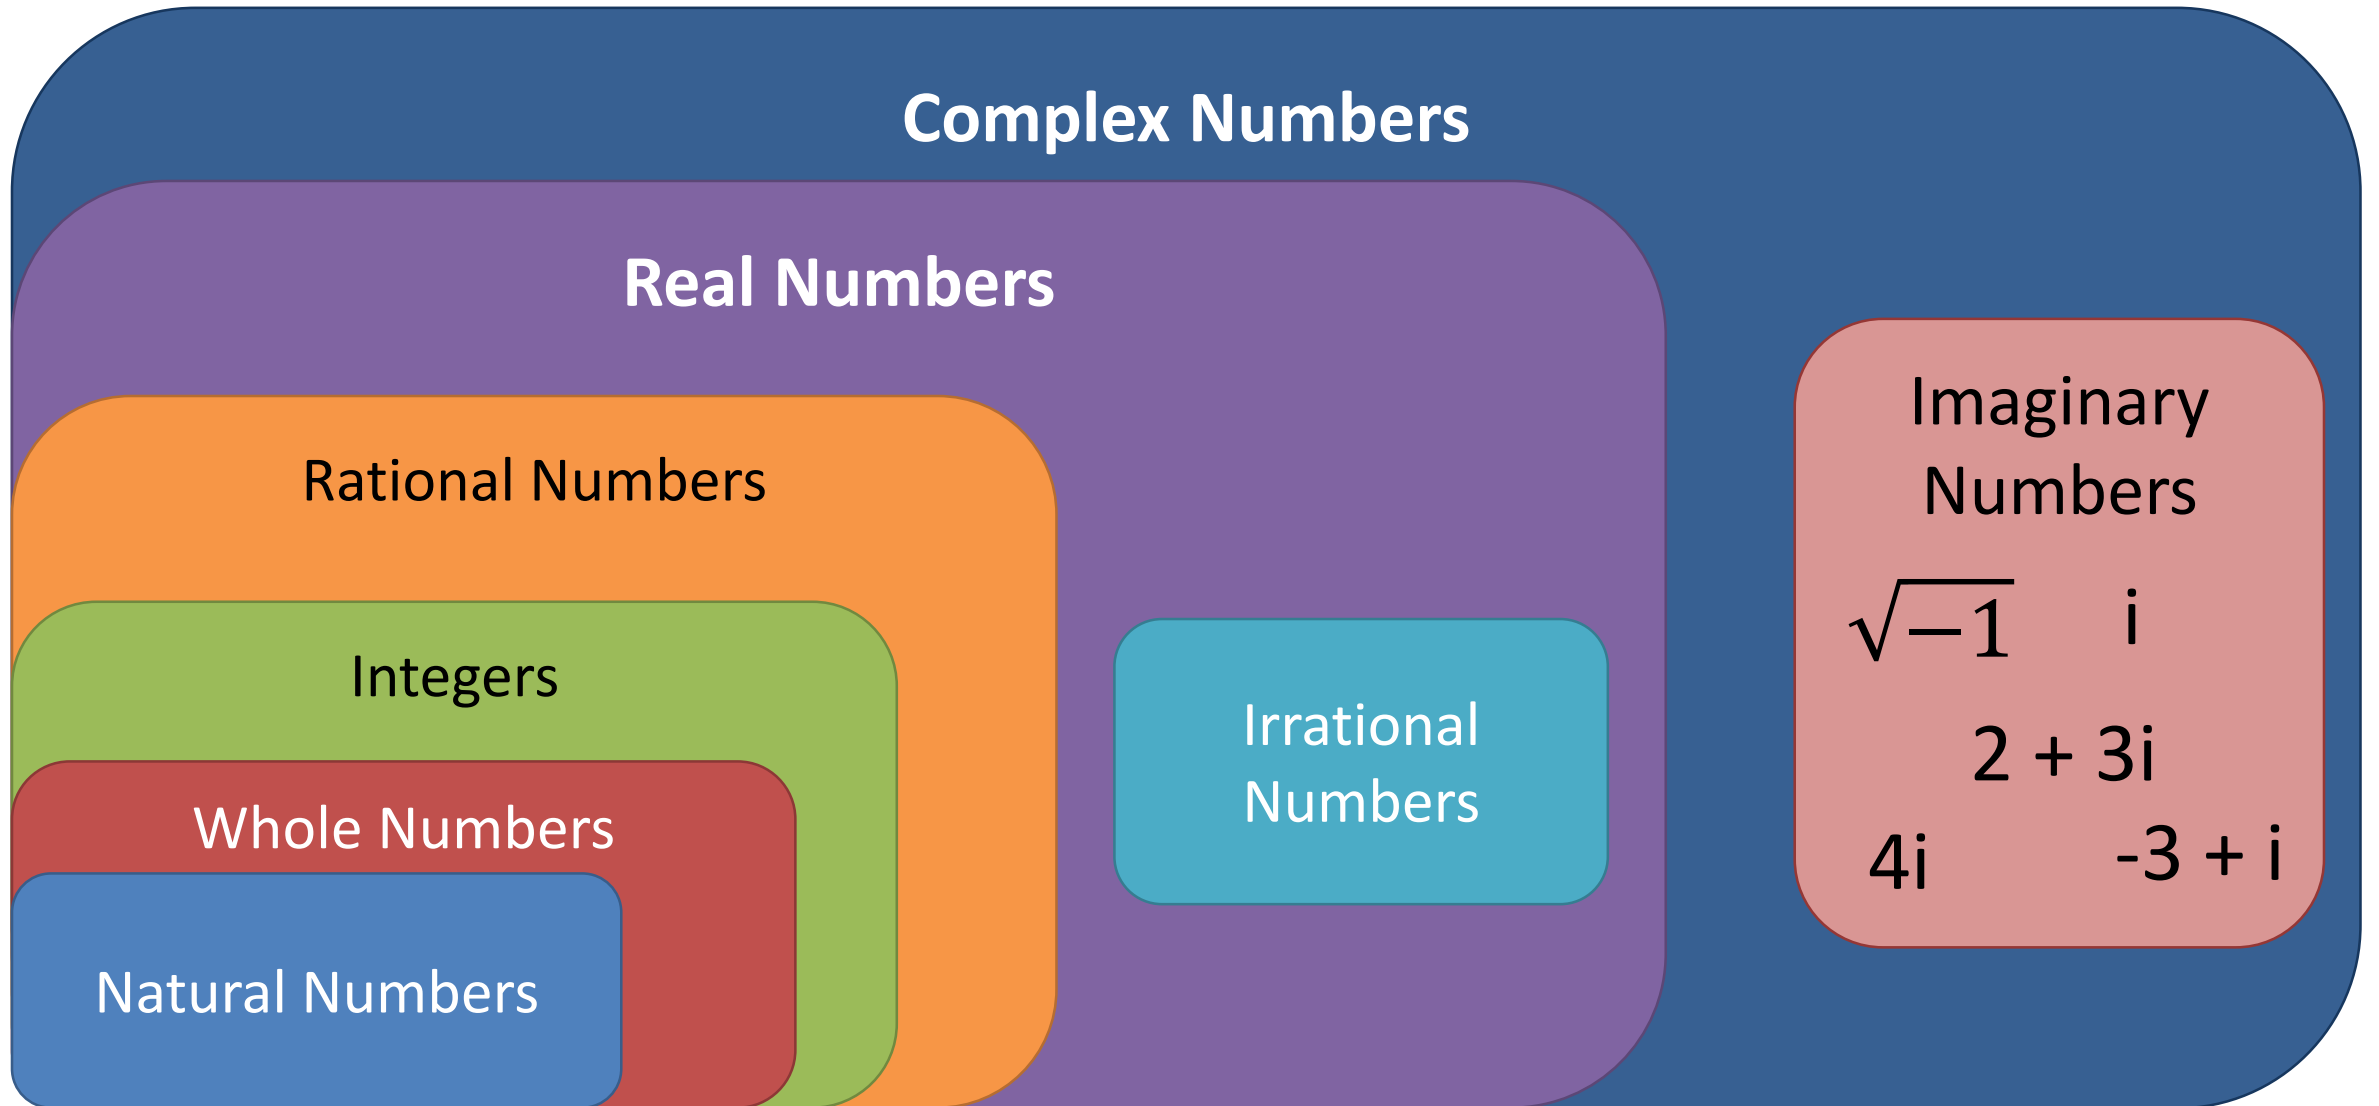 Complex Numbers
Real Numbers
Rational Numbers
Integers
Whole Numbers
Natural Numbers
Irrational
Numbers
Imaginary
Numbers
√−1 i
2 + 3i
4i -3 + i